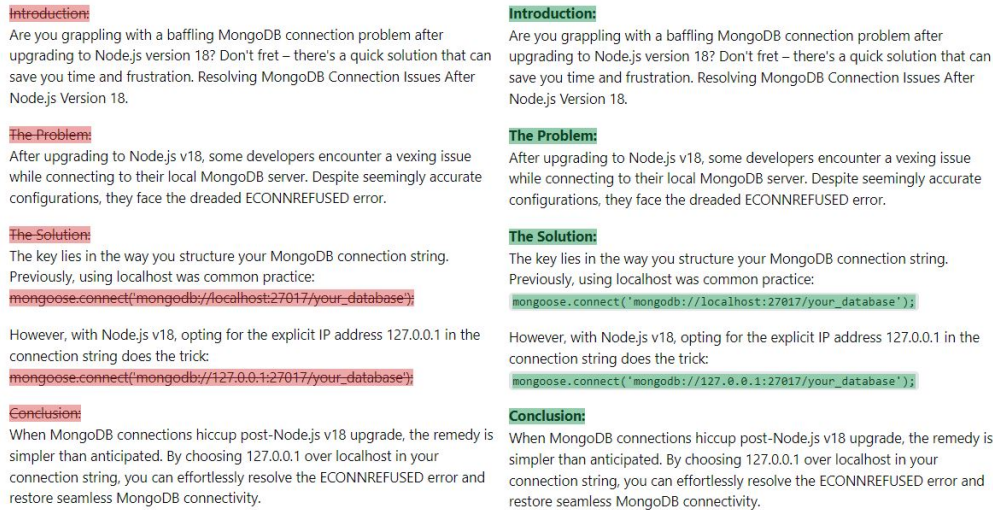 Introduction:
Are you grappling with a baffling MongoDB connection problem after
upgrading to Node.js version 18? Don't fret – there's a quick solution that can
save you time and frustration. Resolving MongoDB Connection Issues After
Node.js Version 18.
The Problem:
After upgrading to Node.js v18, some developers encounter a vexing issue
while connecting to their local MongoDB server. Despite seemingly accurate
configurations, they face the dreaded ECONNREFUSED error.
The Solution:
The key lies in the way you structure your MongoDB connection string.
Previously, using localhost was common practice:
mongoose.connect('mongodb://localhost:27017/your_database');
However, with Node.js v18, opting for the explicit IP address 127.0.0.1 in the
connection string does the trick:
mongoose.connect('mongodb://127.0.0.1:27017/your_database');
Conclusion:
When MongoDB connections hiccup post-Node.js v18 upgrade, the remedy is
simpler than anticipated. By choosing 127.0.0.1 over localhost in your
connection string, you can effortlessly resolve the ECONNREFUSED error and
restore seamless MongoDB connectivity.
Introduction:
Are you grappling with a baffling MongoDB connection problem after
upgrading to Node.js version 18? Don't fret – there's a quick solution that can
save you time and frustration. Resolving MongoDB Connection Issues After
Node.js Version 18.
The Problem:
After upgrading to Node.js v18, some developers encounter a vexing issue
while connecting to their local MongoDB server. Despite seemingly accurate
configurations, they face the dreaded ECONNREFUSED error.
The Solution:
The key lies in the way you structure your MongoDB connection string.
Previously, using localhost was common practice:
mongoose.connect('mongodb://localhost:27017/your_database');
However, with Node.js v18, opting for the explicit IP address 127.0.0.1 in the
connection string does the trick:
mongoose.connect('mongodb://127.0.0.1:27017/your_database');
Conclusion:
When MongoDB connections hiccup post-Node.js v18 upgrade, the remedy is
simpler than anticipated. By choosing 127.0.0.1 over localhost in your
connection string, you can effortlessly resolve the ECONNREFUSED error and
restore seamless MongoDB connectivity.